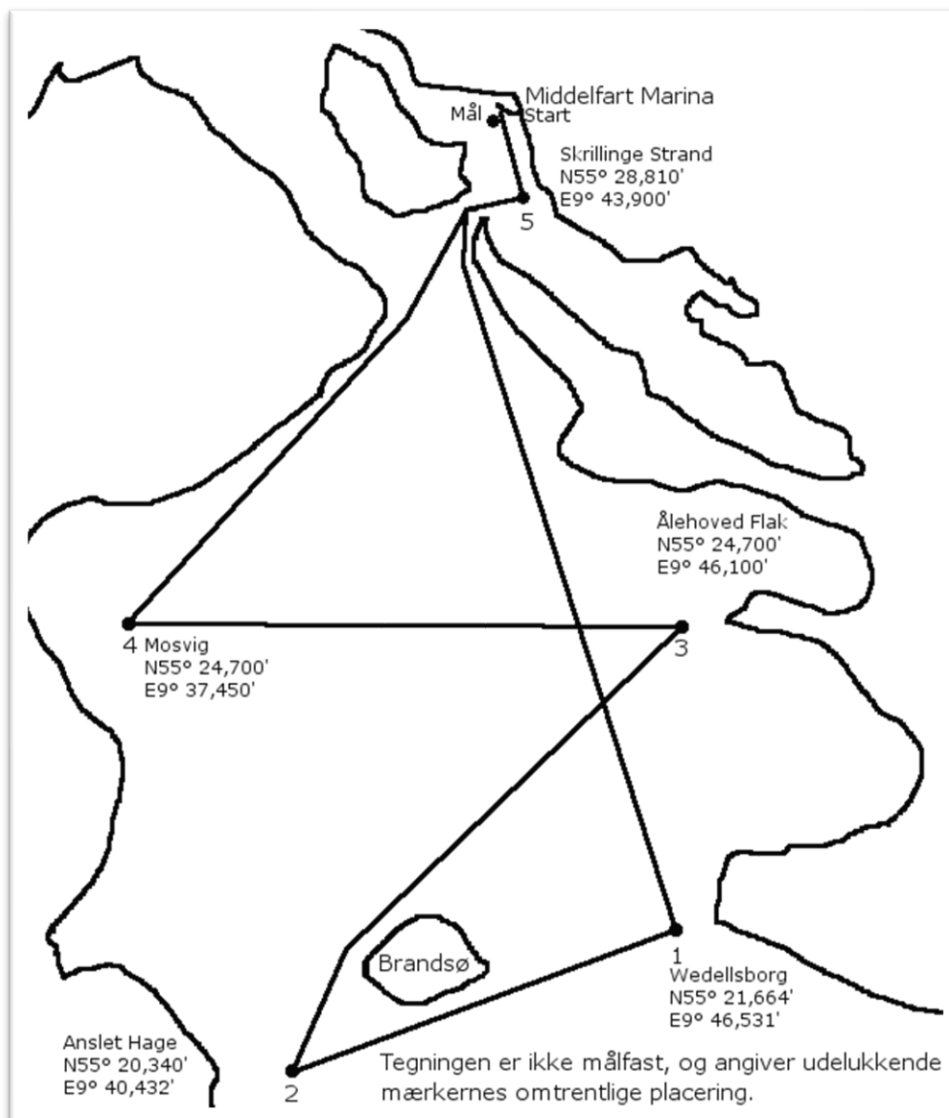 Middelfart Marina
Mål
Start
Skrillinge Strand
N55° 28,810'
E9° 43,900'
5
Ålehoved Flak
N55° 24,700'
E9° 46,100'
3
4 Mosvig
N55° 24,700'
E9° 37,450'
Brandsø
1
Wedellsborg
N55° 21,664'
E9° 46,531'
Anslet Hage
N55° 20,340'
E9° 40,432'
2
Tegningen er ikke målfast, og angiver udelukkende
mærkernes omtrentlige placering.